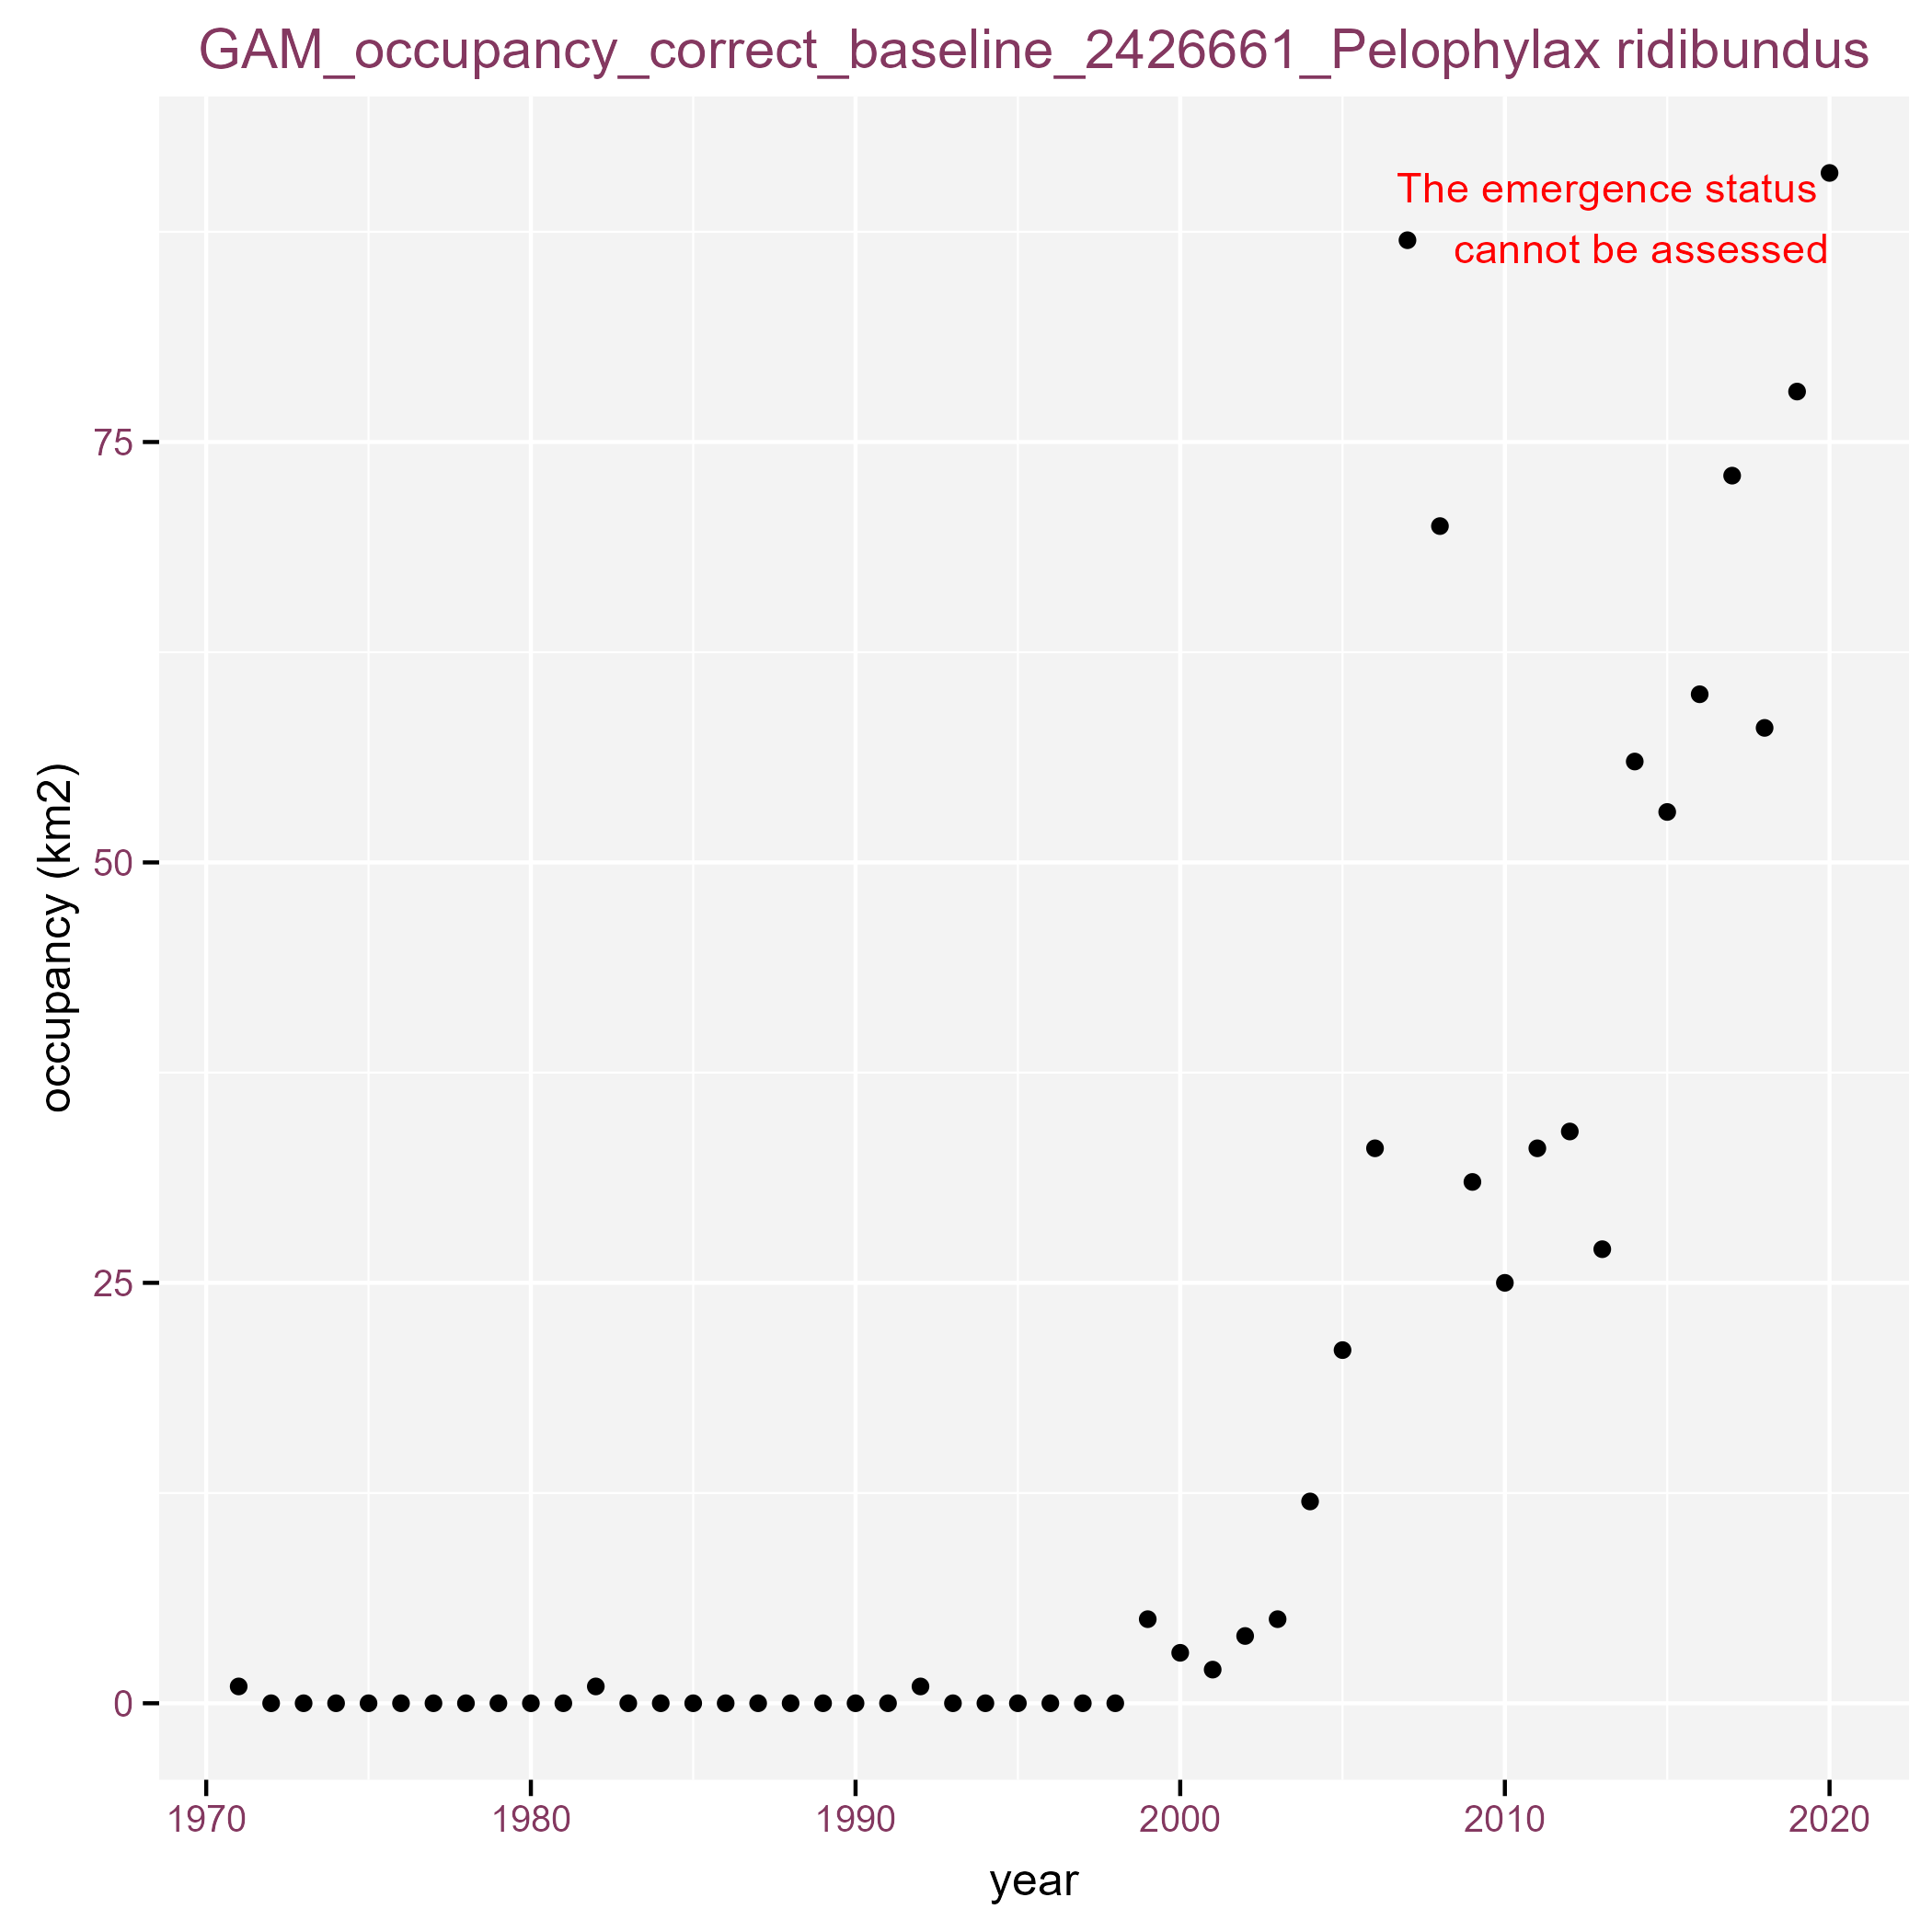 GAM_occupancy_correct_baseline_2426661_Pelophylax ridibundus
The emergence status
cannot be assessed
occupancy (km2)
75
50
25
0
1970 1980 1990 2000 2010 2020
year